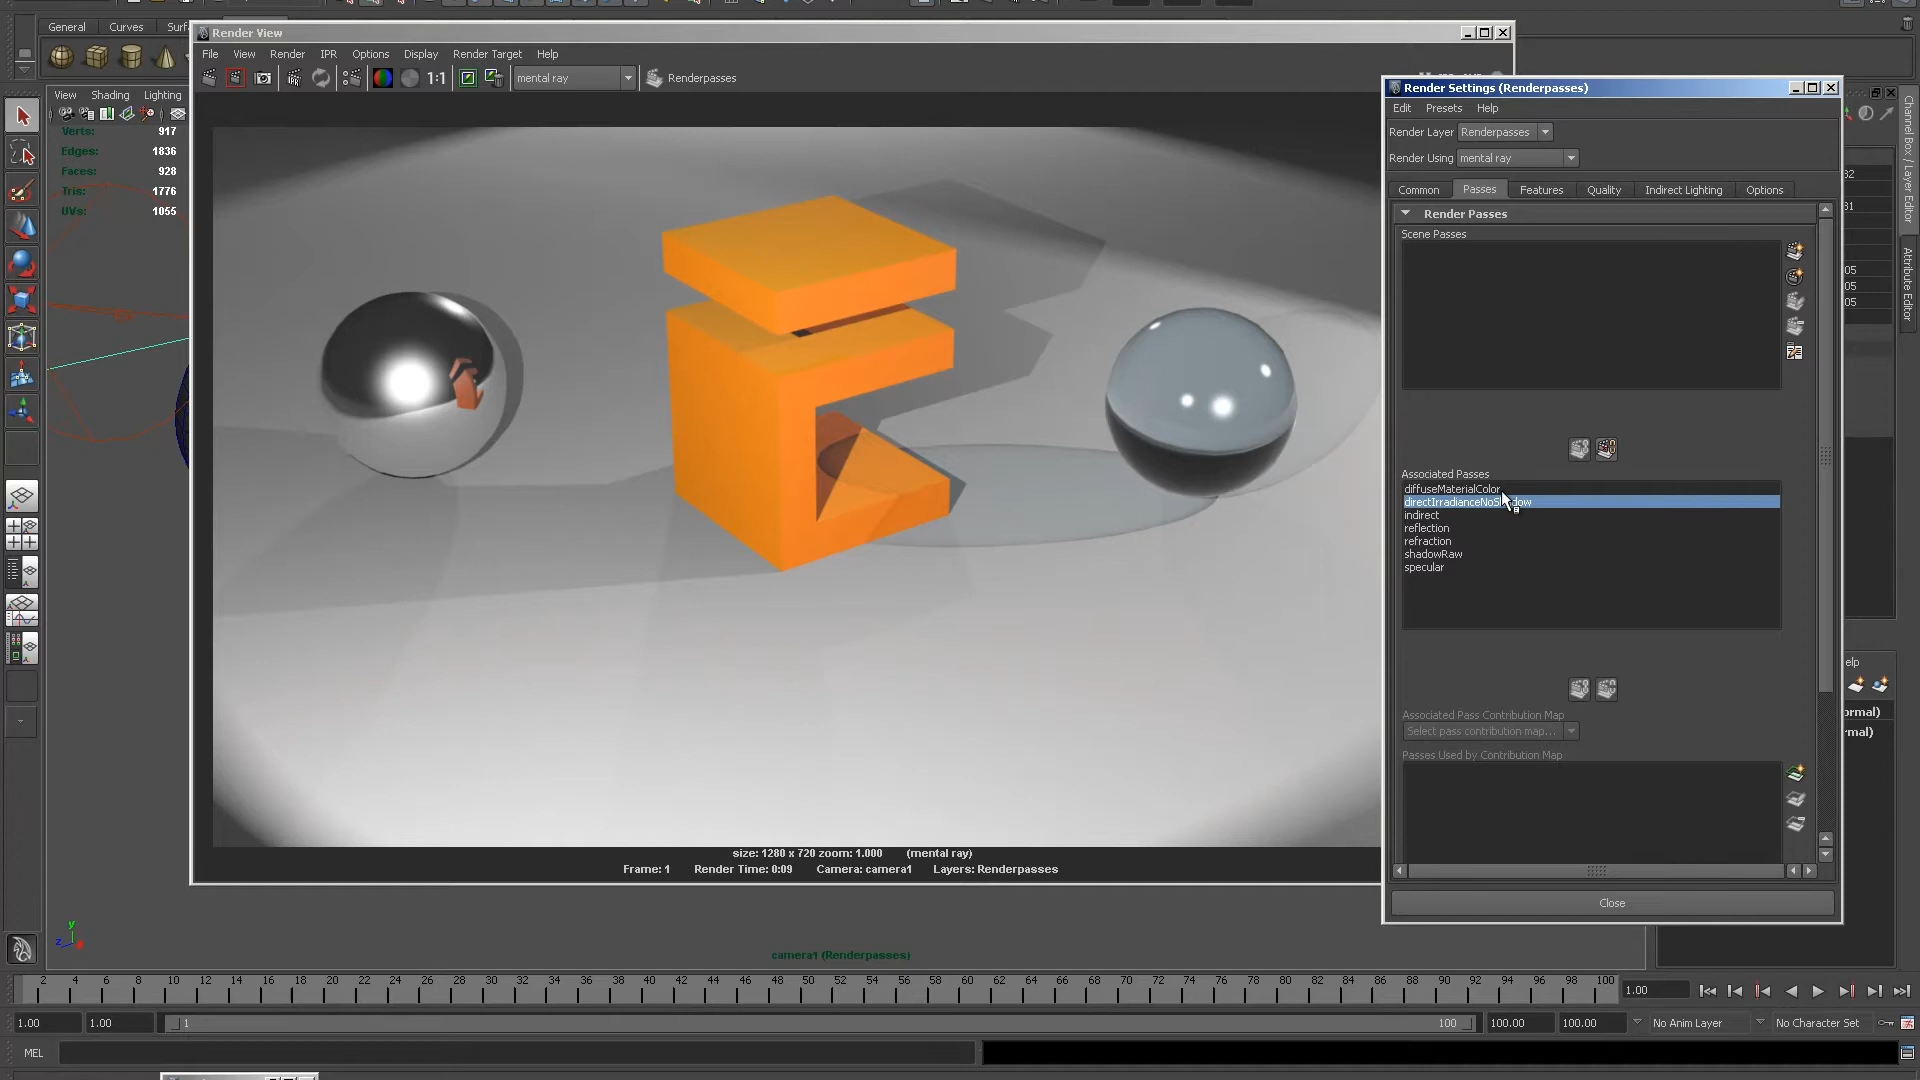 General Curves
Render View
File View Render IPR Options Display Render Target Help
1:1 mental ray Renderpasses
View Shading Lighting
Verts: 917
Edges: 1836
Faces: 928
Tris: 1776
UVs: 1055
size: 1280 x 720 zoom: 1.000 (mental ray)
Frame: 1 Render Time: 0:09 Camera: camera1 Layers: Renderpasses
camera1 (Renderpasses)
Render Settings (Renderpasses)
Edit Presets Help
Render Layer Renderpasses
Render Using mental ray
Common Passes Features Quality Indirect Lighting Options
Render Passes
Scene Passes
Associated Passes
diffuseMaterialColor
directIrradianceNoShadow
indirect
reflection
refraction
shadowRaw
specular
Associated Pass Contribution Map
Select pass contribution map...
Passes Used by Contribution Map
Close
Channel Box / Layer Editor
Attribute Editor
2 4 6 8 10 12 14 16 18 20 22 24 26 28 30 32 34 36 38 40 42 44 46 48 50 52 54 56 58 60 62 64 66 68 70 72 74 76 78 80 82 84 86 88 90 92 94 96 98 100 1.00
1.00 1.00 1 100 100.00 100.00 No Anim Layer No Character Set
MEL